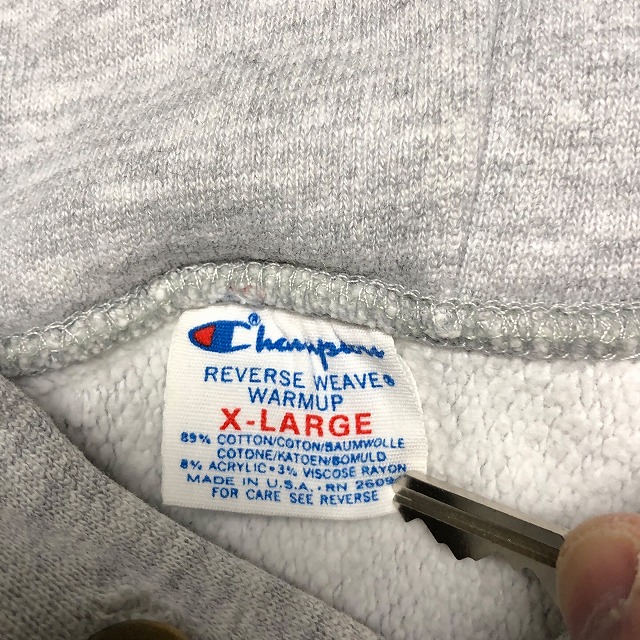 Champion®
REVERSE WEAVE®
WARMUP
X-LARGE
89% COTTON/COTON/BAUMWOLLE
COTONE/KATOEN/BOMULD
8% ACRYLIC • 3% VISCOSE RAYON
MADE IN U.S.A. RN 26094
FOR CARE SEE REVERSE